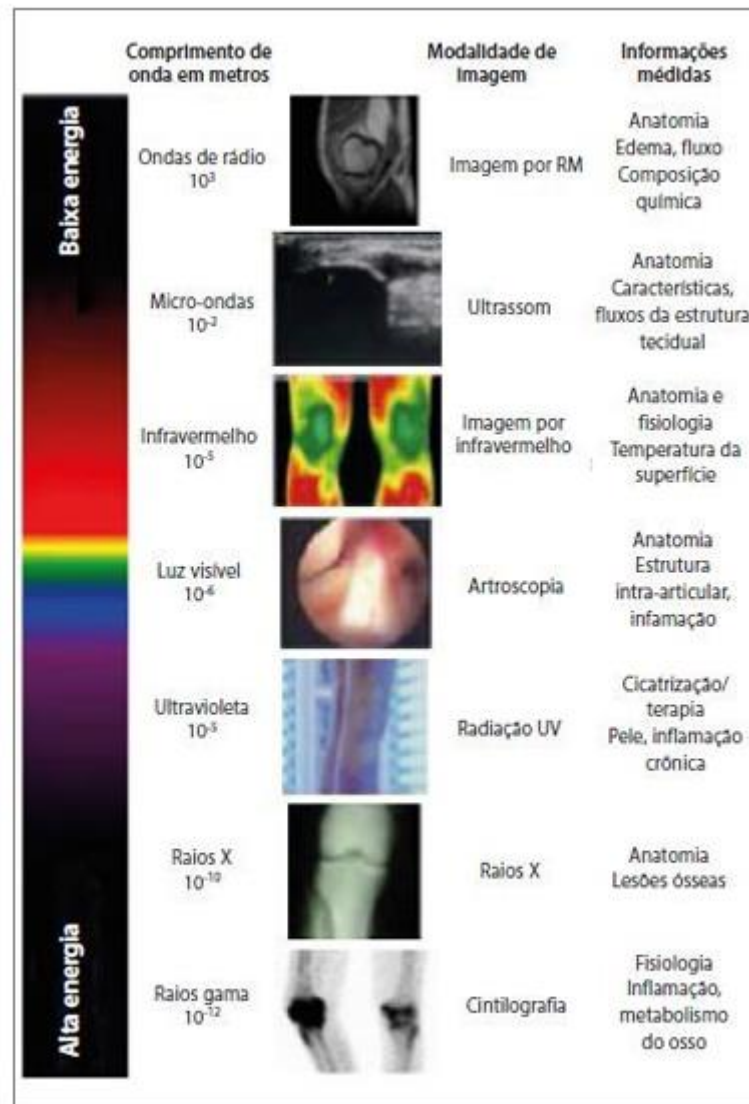 Comprimento de
onda em metros
Modalidade de
imagem
Informações
médidas
Baixa energia
Ondas de rádio
10³
Imagem por RM
Anatomia
Edema, fluxo
Composição
química
Micro-ondas
10⁻²
Ultrassom
Anatomia
Características,
fluxos da estrutura
tecidual
Infravermelho
10⁻⁵
Imagem por
infravermelho
Anatomia e
fisiologia
Temperatura da
superfície
Luz visível
10⁻⁶
Artroscopia
Anatomia
Estrutura
intra-articular,
infamação
Ultravioleta
10⁻⁵
Radiação UV
Cicatrização/
terapia
Pele, inflamação
crônica
Raios X
10⁻¹⁰
Raios X
Anatomia
Lesões ósseas
Alta energia
Raios gama
10⁻¹²
Cintilografia
Fisiologia
Inflamação,
metabolismo
do osso